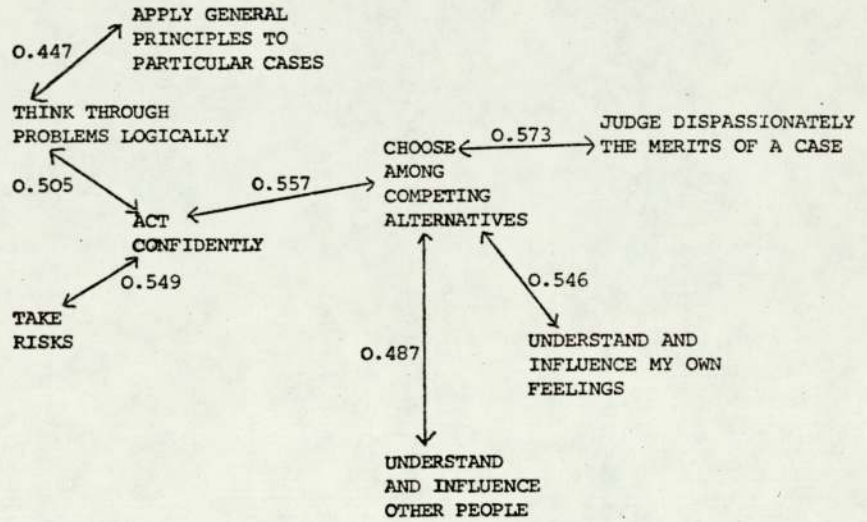 APPLY GENERAL
PRINCIPLES TO
PARTICULAR CASES
0.447
THINK THROUGH
PROBLEMS LOGICALLY
0.505
ACT
CONFIDENTLY
0.549
TAKE
RISKS
0.557
CHOOSE
AMONG
COMPETING
ALTERNATIVES
0.573
JUDGE DISPASSIONATELY
THE MERITS OF A CASE
0.546
UNDERSTAND AND
INFLUENCE MY OWN
FEELINGS
0.487
UNDERSTAND
AND INFLUENCE
OTHER PEOPLE